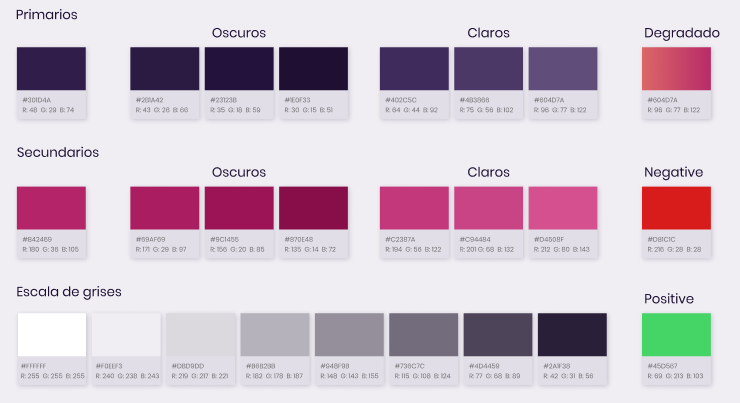 Primarios
Oscuros
Claros
Degradado
#301D4A
R: 48 G: 29 B: 74
#2B1A42
R: 43 G: 26 B: 66
#23123B
R: 35 G: 18 B: 59
#1E0F33
R: 30 G: 15 B: 51
#402C5C
R: 64 G: 44 B: 92
#4B3866
R: 75 G: 56 B: 102
#604D7A
R: 96 G: 77 B: 122
#604D7A
R: 96 G: 77 B: 122
Secundarios
Oscuros
Claros
Negative
#B42469
R: 180 G: 36 B: 105
#69AF69
R: 171 G: 29 B: 97
#9C1455
R: 156 G: 20 B: 85
#870E48
R: 135 G: 14 B: 72
#C2387A
R: 194 G: 56 B: 122
#C94484
R: 201 G: 68 B: 132
#D4508F
R: 212 G: 80 B: 143
#D81C1C
R: 216 G: 28 B: 28
Escala de grises
Positive
#FFFFFF
R: 255 G: 255 B: 255
#F0EEF3
R: 240 G: 238 B: 243
#DBD9DD
R: 219 G: 217 B: 221
#B6B2BB
R: 182 G: 178 B: 187
#948F9B
R: 148 G: 143 B: 155
#736C7C
R: 115 G: 108 B: 124
#4D4459
R: 77 G: 68 B: 89
#2A1F38
R: 42 G: 31 B: 56
#45D567
R: 69 G: 213 B: 103